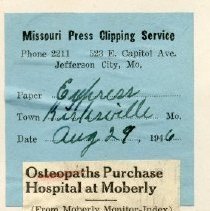 Missouri Press Clipping Service
Phone 2211 523 E. Capitol Ave.
Jefferson City, Mo.
Paper Express
Town Kirksville Mo.
Date Aug 29 1946
Osteopaths Purchase
Hospital at Moberly
(From Moberly Monitor-Index)